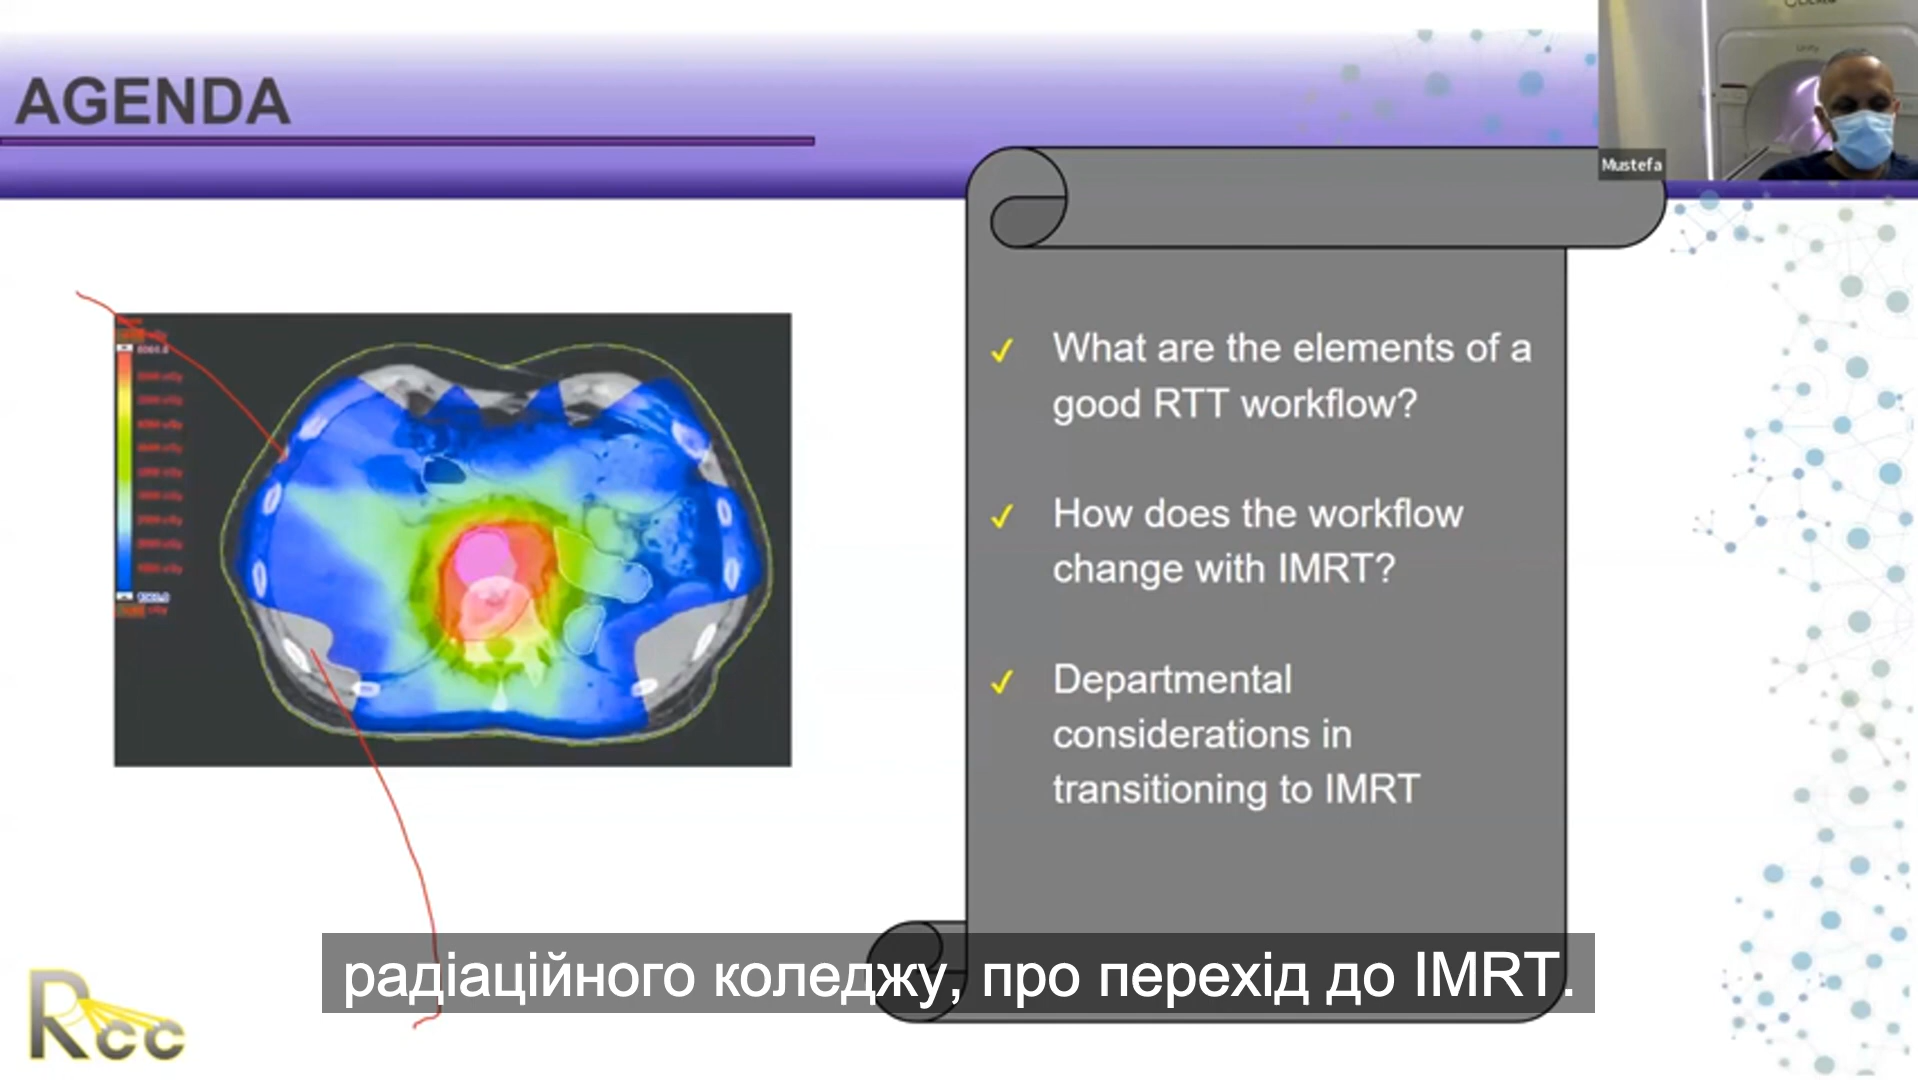 AGENDA
Mustefa
✓ What are the elements of a
good RTT workflow?
✓ How does the workflow
change with IMRT?
✓ Departmental
considerations in
transitioning to IMRT
радіаційного коледжу, про перехід до IMRT.
Rcc